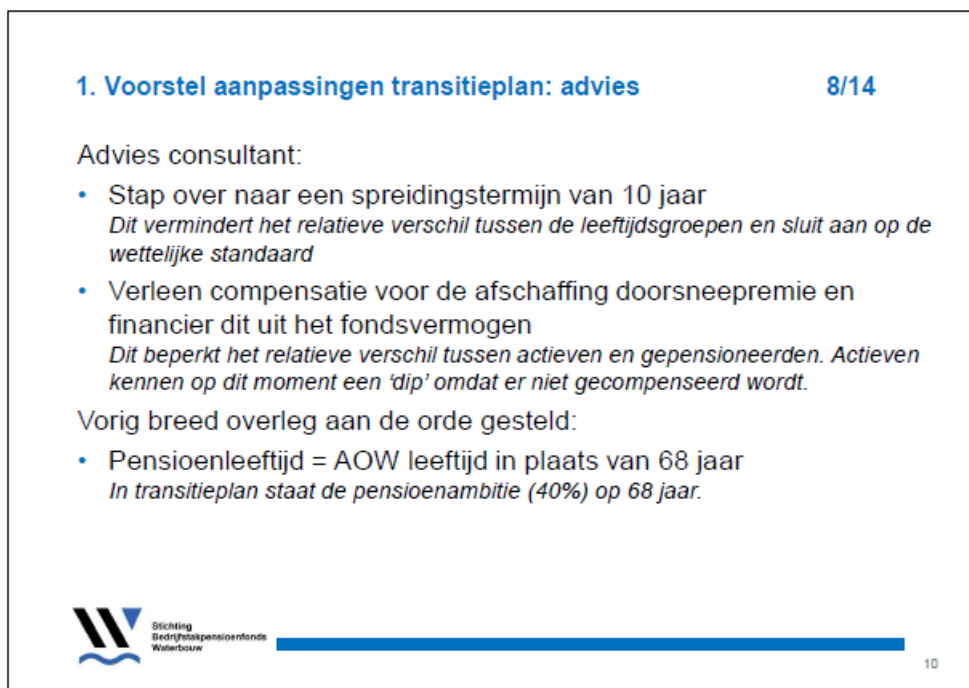 1. Voorstel aanpassingen transitieplan: advies 8/14
Advies consultant:
• Stap over naar een spreidingstermijn van 10 jaar
Dit vermindert het relatieve verschil tussen de leeftijdsgroepen en sluit aan op de
wettelijke standaard
• Verleen compensatie voor de afschaffing doorsneepremie en
financier dit uit het fondsvermogen
Dit beperkt het relatieve verschil tussen actieven en gepensioneerden. Actieven
kennen op dit moment een ‘dip’ omdat er niet gecompenseerd wordt.
Vorig breed overleg aan de orde gesteld:
• Pensioenleeftijd = AOW leeftijd in plaats van 68 jaar
In transitieplan staat de pensioenambitie (40%) op 68 jaar.
Stichting
Bedrijfstakpensioenfonds
Waterbouw
10